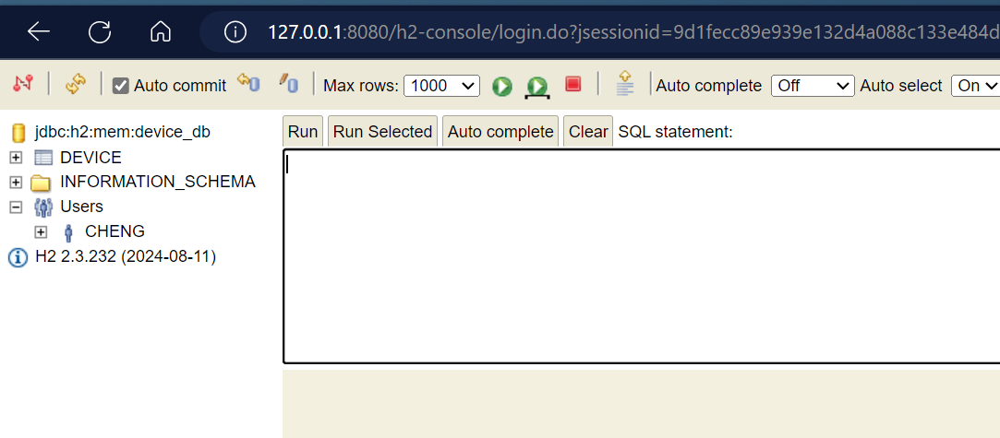 127.0.0.1:8080/h2-console/login.do?jsessionid=9d1fecc89e939e132d4a088c133e484d
Auto commit Max rows: 1000 Auto complete Off Auto select On
jdbc:h2:mem:device_db
DEVICE
INFORMATION_SCHEMA
Users
CHENG
H2 2.3.232 (2024-08-11)
Run Run Selected Auto complete Clear SQL statement: